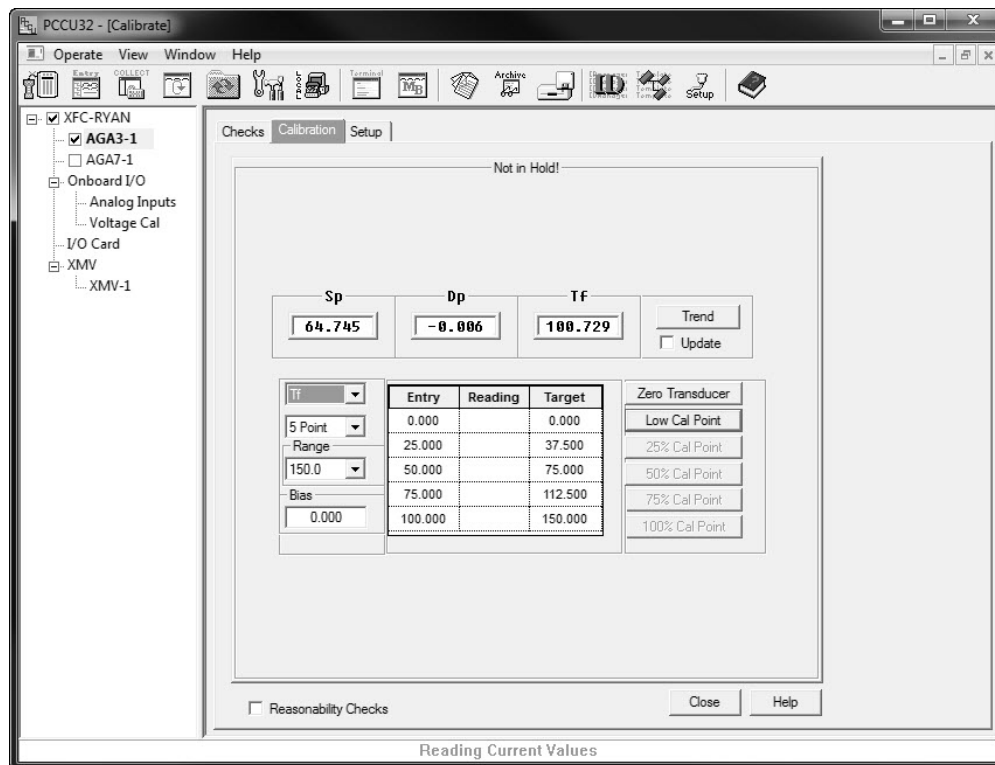 PCCU32 - [Calibrate]
Operate View Window Help
Entry COLLECT LOCAL Terminal MB Archive ID Setup
XFC-RYAN
AGA3-1
AGA7-1
Onboard I/O
Analog Inputs
Voltage Cal
I/O Card
XMV
XMV-1
Checks Calibration Setup
Not in Hold!
Sp Dp Tf
64.745 -0.006 100.729
Trend
Update
Tf
5 Point
Range
150.0
Bias
0.000
Entry Reading Target
0.000 0.000
25.000 37.500
50.000 75.000
75.000 112.500
100.000 150.000
Zero Transducer
Low Cal Point
25% Cal Point
50% Cal Point
75% Cal Point
100% Cal Point
Reasonability Checks
Close Help
Reading Current Values